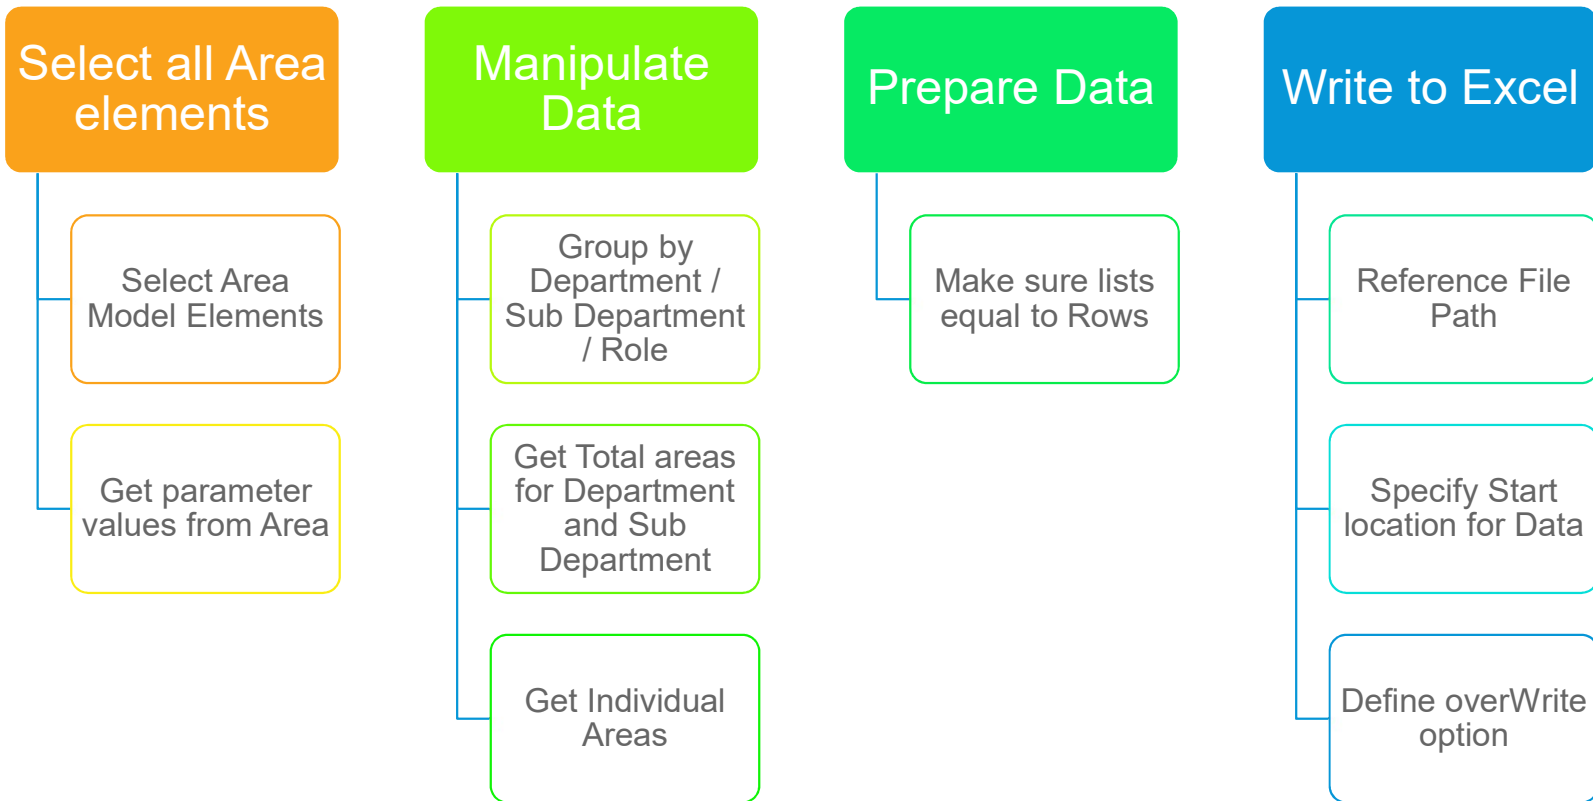 Select all Area
elements
Select Area
Model Elements
Get parameter
values from Area
Manipulate
Data
Group by
Department /
Sub Department
/ Role
Get Total areas
for Department
and Sub
Department
Get Individual
Areas
Prepare Data
Make sure lists
equal to Rows
Write to Excel
Reference File
Path
Specify Start
location for Data
Define overWrite
option